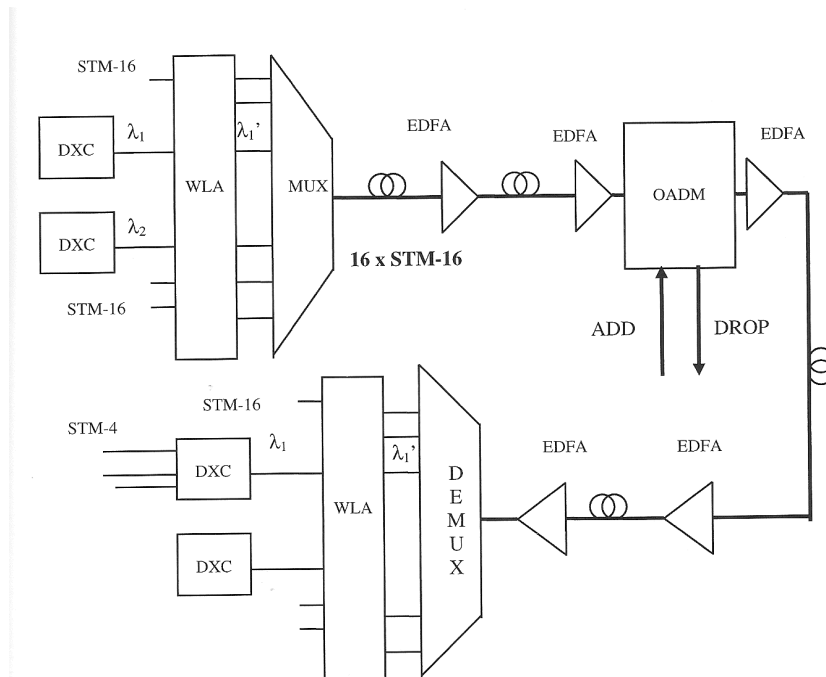 STM-16
DXC
λ₁
λ₁’
WLA
MUX
DXC
λ₂
STM-16
EDFA
EDFA
OADM
EDFA
16 x STM-16
ADD
DROP
STM-16
STM-4
DXC
λ₁
λ₁’
WLA
DEMUX
EDFA
EDFA
DXC